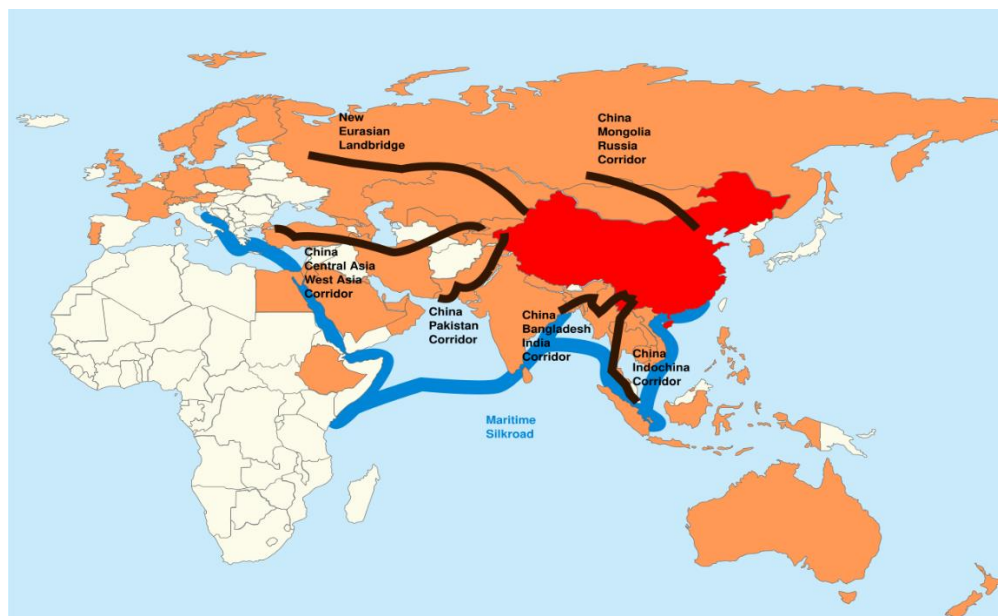 New
Eurasian
Landbridge
China
Mongolia
Russia
Corridor
China
Central Asia
West Asia
Corridor
China
Pakistan
Corridor
China
Bangladesh
India
Corridor
China
Indochina
Corridor
Maritime
Silkroad